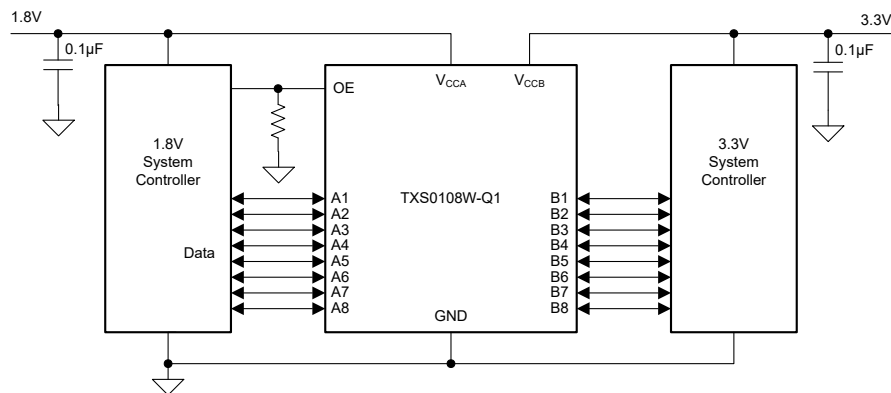 1.8V
3.3V
0.1µF
0.1µF
VCCA
VCCB
OE
1.8V
System
Controller
3.3V
System
Controller
TXS0108W-Q1
Data
A1
A2
A3
A4
A5
A6
A7
A8
B1
B2
B3
B4
B5
B6
B7
B8
GND